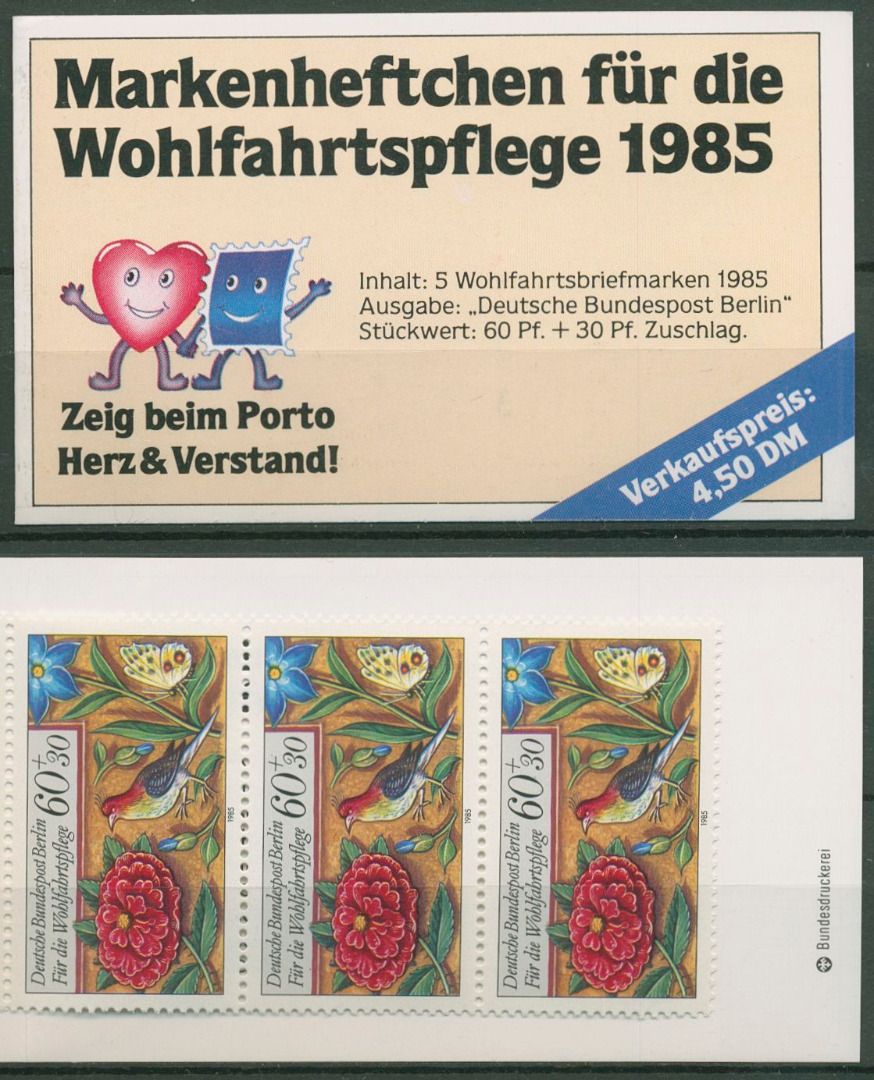 Markenheftchen für die
Wohlfahrtspflege 1985
Inhalt: 5 Wohlfahrtsbriefmarken 1985
Ausgabe: „Deutsche Bundespost Berlin“
Stückwert: 60 Pf. + 30 Pf. Zuschlag.
Zeig beim Porto
Herz & Verstand!
Verkaufspreis:
4,50 DM
Deutsche Bundespost Berlin
Für die Wohlfahrtspflege
60+30
1985
Deutsche Bundespost Berlin
Für die Wohlfahrtspflege
60+30
1985
Deutsche Bundespost Berlin
Für die Wohlfahrtspflege
60+30
1985
Bundesdruckerei